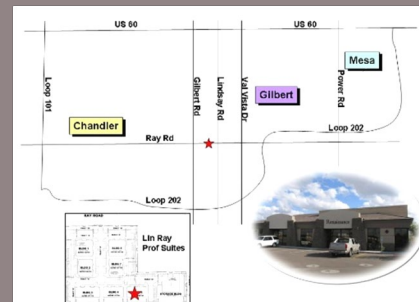 US 60
US 60
Mesa
Loop 101
Gilbert Rd
Lindsay Rd
Val Vista Dr
Gilbert
Power Rd
Chandler
Ray Rd
Loop 202
Loop 202
RAY ROAD
Lin Ray
Prof Suites